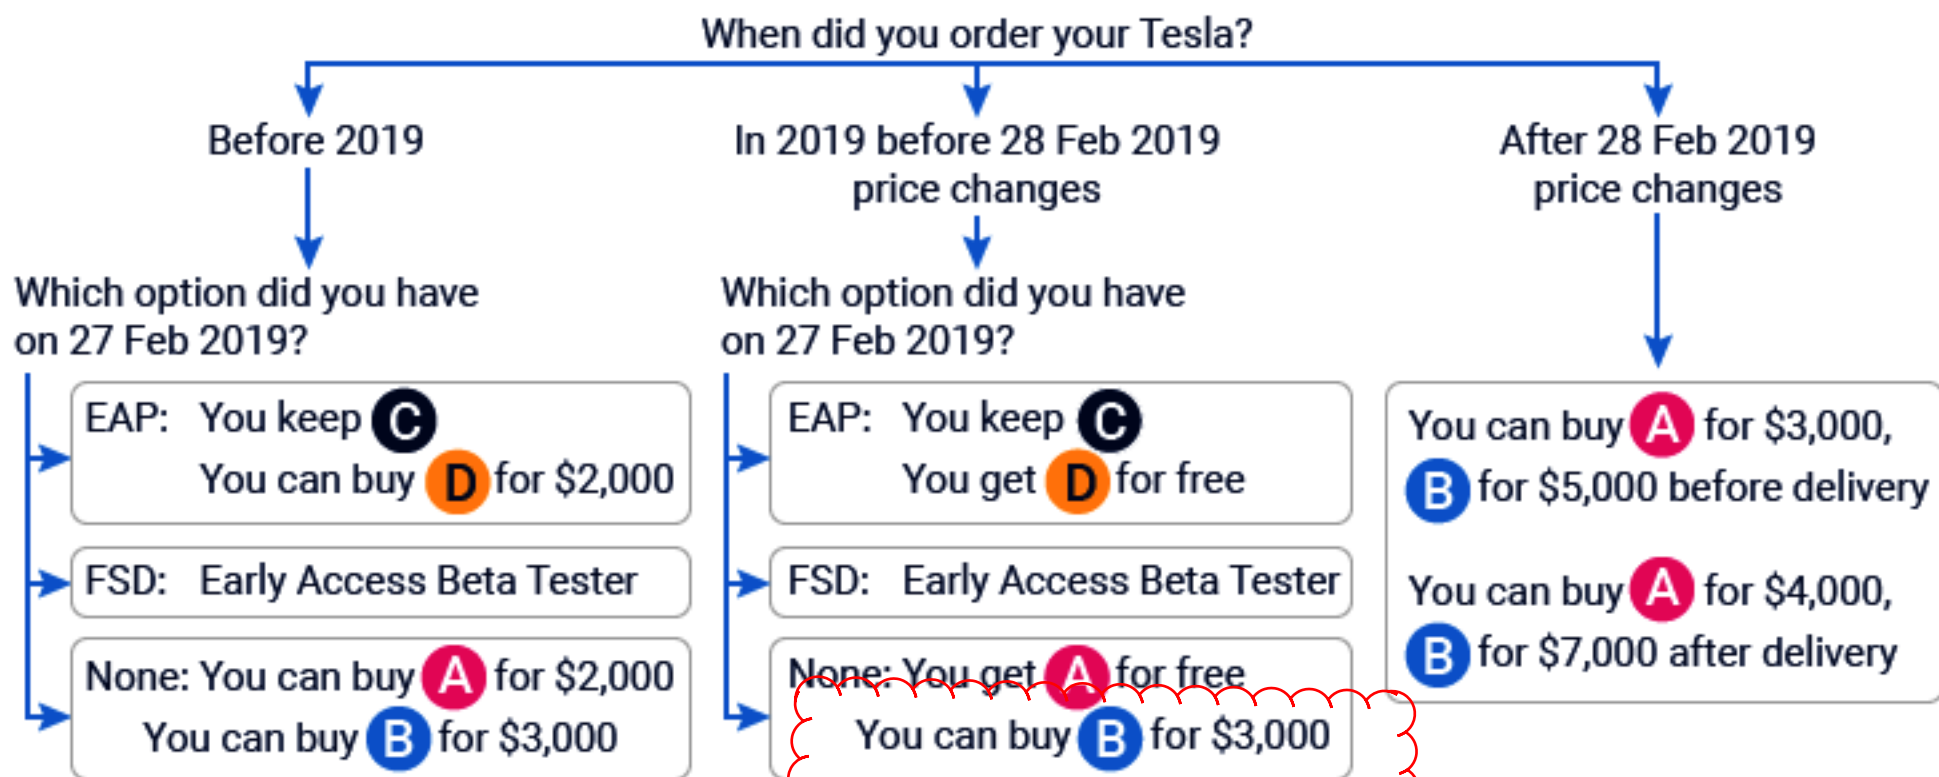 When did you order your Tesla?
Before 2019
In 2019 before 28 Feb 2019
price changes
After 28 Feb 2019
price changes
Which option did you have
on 27 Feb 2019?
EAP: You keep C
You can buy D for $2,000
FSD: Early Access Beta Tester
None: You can buy A for $2,000
You can buy B for $3,000
Which option did you have
on 27 Feb 2019?
EAP: You keep C
You get D for free
FSD: Early Access Beta Tester
None: You get A for free
You can buy B for $3,000
You can buy A for $3,000,
B for $5,000 before delivery
You can buy A for $4,000,
B for $7,000 after delivery